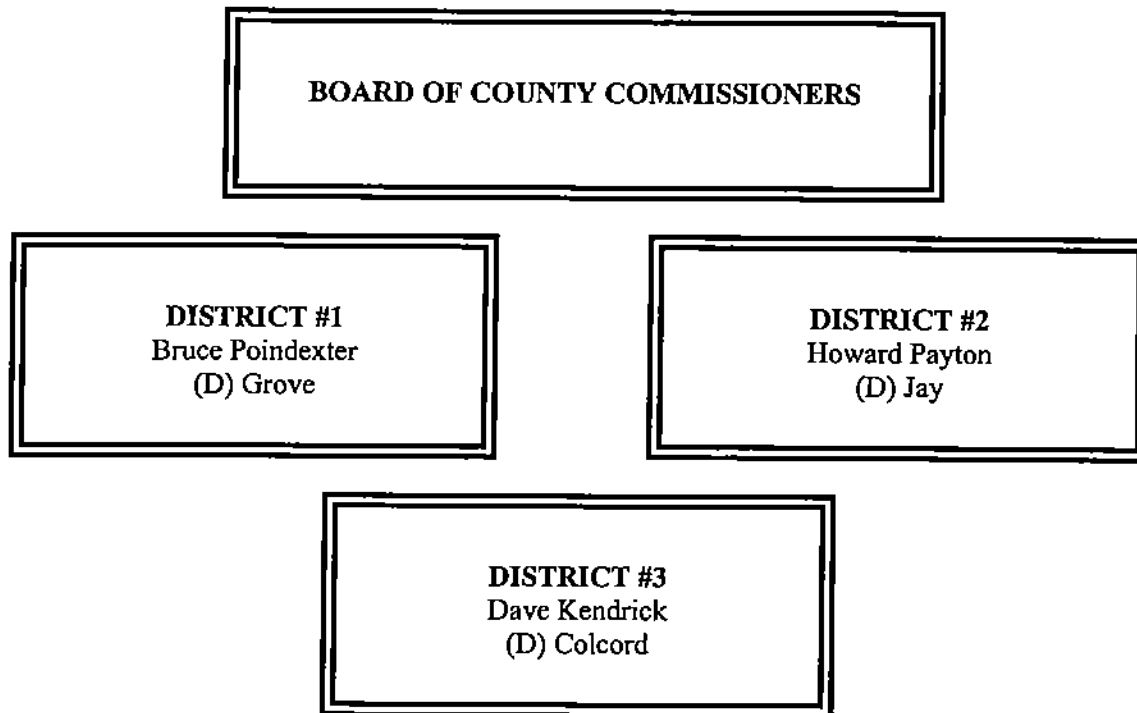 BOARD OF COUNTY COMMISSIONERS
DISTRICT #1
Bruce Poindexter
(D) Grove
DISTRICT #2
Howard Payton
(D) Jay
DISTRICT #3
Dave Kendrick
(D) Colcord